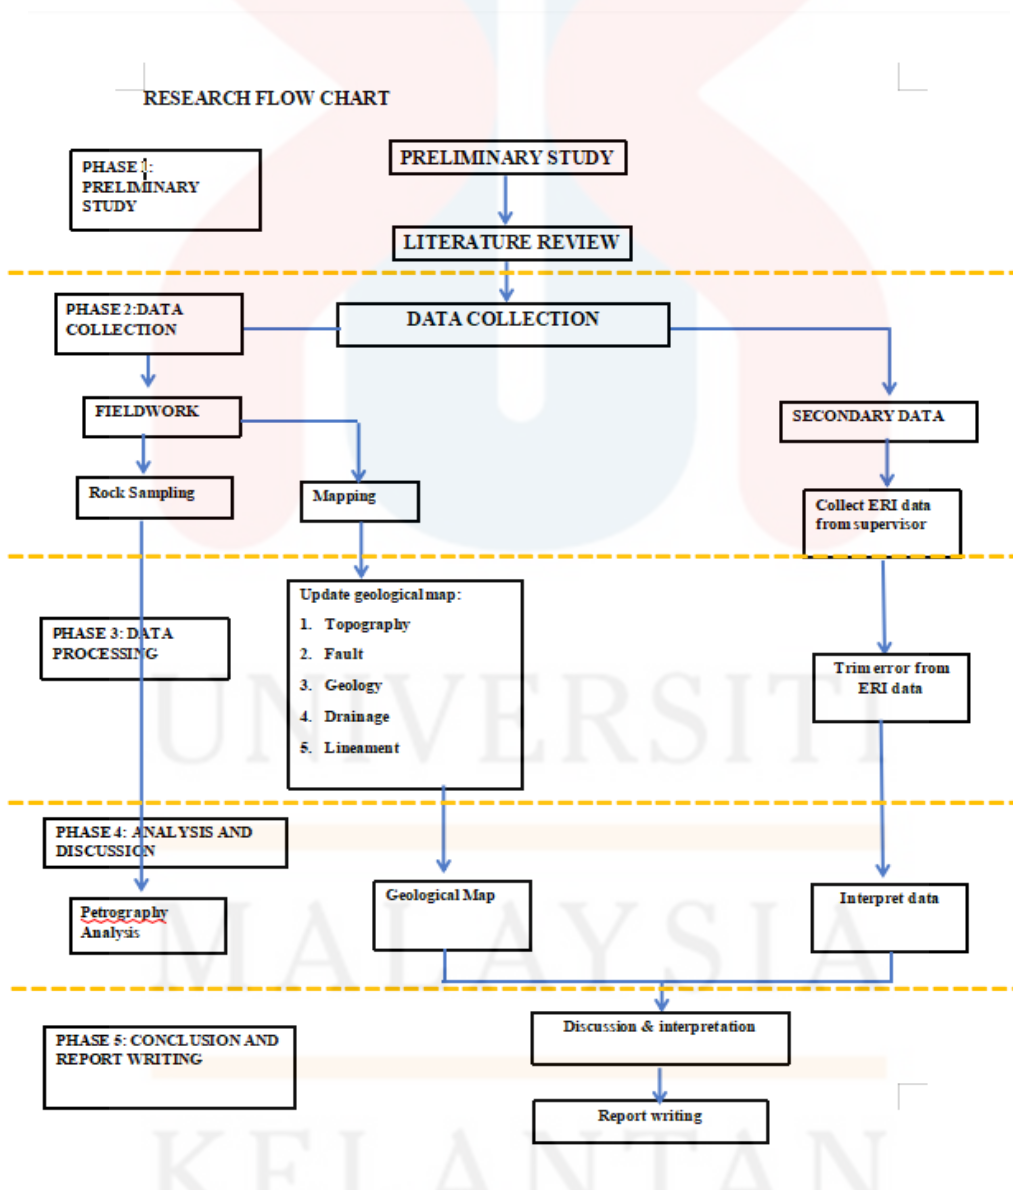 RESEARCH FLOW CHART
PHASE 1:
PRELIMINARY
STUDY
PRELIMINARY STUDY
LITERATURE REVIEW
PHASE 2:DATA
COLLECTION
DATA COLLECTION
FIELDWORK
SECONDARY DATA
Rock Sampling
Mapping
Collect ERI data
from supervisor
Update geological map:
1. Topography
2. Fault
3. Geology
4. Drainage
5. Lineament
PHASE 3: DATA
PROCESSING
Trim error from
ERI data
PHASE 4: ANALYSIS AND
DISCUSSION
Petrography
Analysis
Geological Map
Interpret data
PHASE 5: CONCLUSION AND
REPORT WRITING
Discussion & interpretation
Report writing
UNIVERSITI
MALAYSIA
KELANTAN